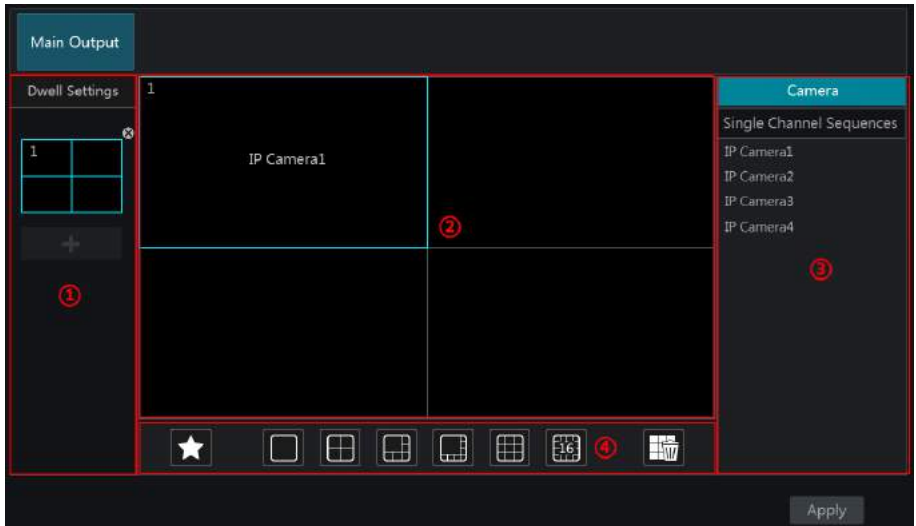 Main Output
Dwell Settings
1
+
①
1
IP Camera1
②
Camera
Single Channel Sequences
IP Camera1
IP Camera2
IP Camera3
IP Camera4
③
16
④
Apply